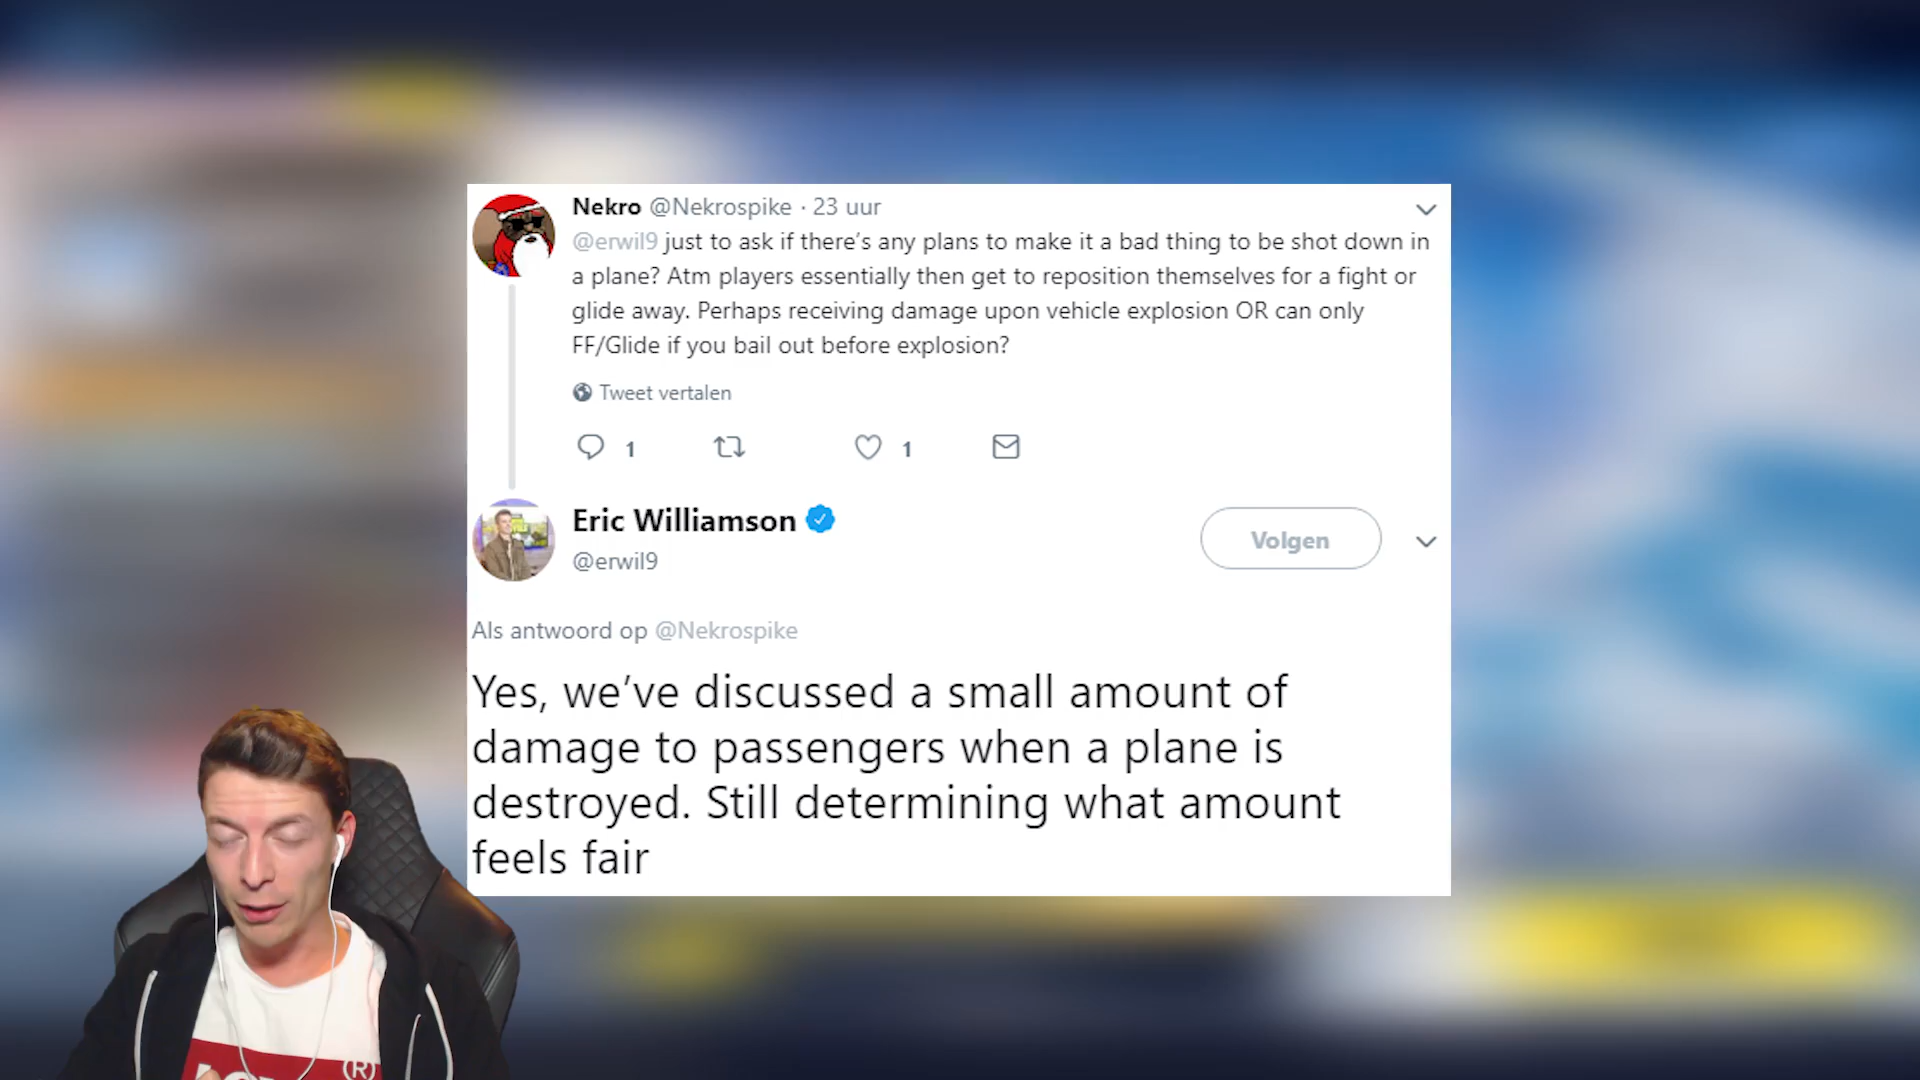 Nekro @Nekrospike · 23 uur
@erwil9 just to ask if there’s any plans to make it a bad thing to be shot down in
a plane? Atm players essentially then get to reposition themselves for a fight or
glide away. Perhaps receiving damage upon vehicle explosion OR can only
FF/Glide if you bail out before explosion?
Tweet vertalen
1 1
Eric Williamson
@erwil9
Volgen
Als antwoord op @Nekrospike
Yes, we’ve discussed a small amount of
damage to passengers when a plane is
destroyed. Still determining what amount
feels fair